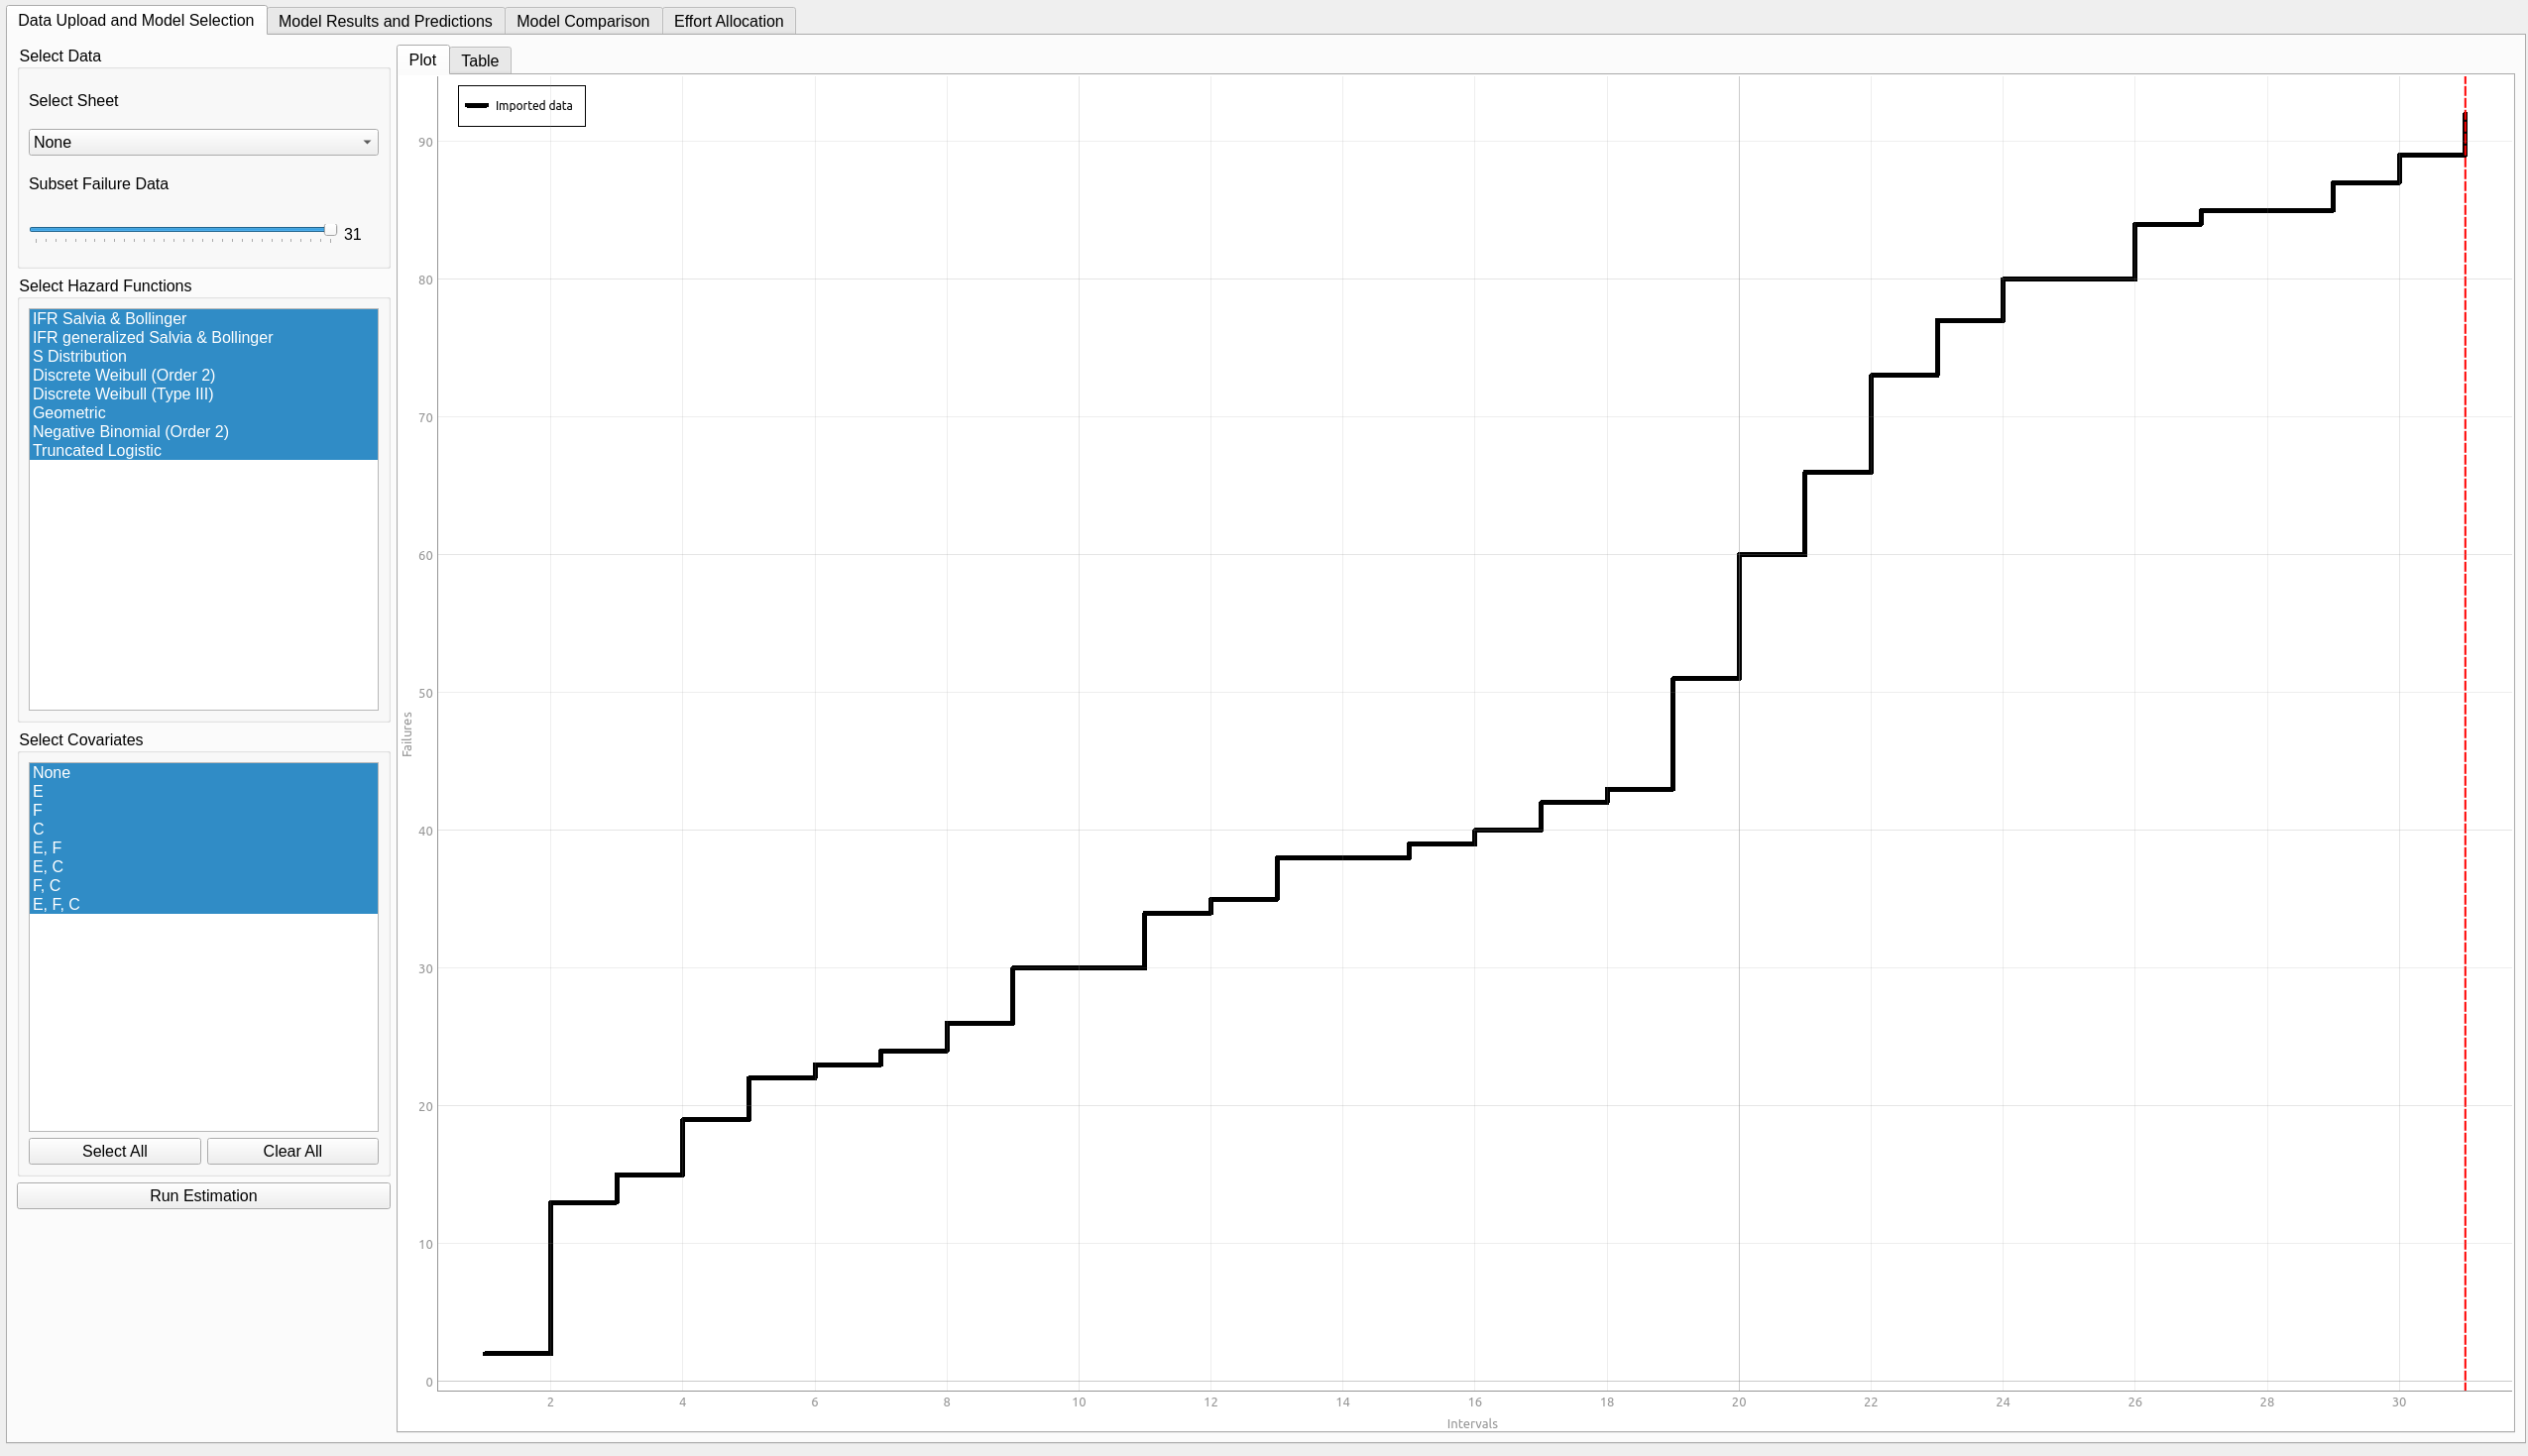 Data Upload and Model Selection
Model Results and Predictions
Model Comparison
Effort Allocation
Select Data
Select Sheet
None
Subset Failure Data
31
Select Hazard Functions
IFR Salvia & Bollinger
IFR generalized Salvia & Bollinger
S Distribution
Discrete Weibull (Order 2)
Discrete Weibull (Type III)
Geometric
Negative Binomial (Order 2)
Truncated Logistic
Select Covariates
None
E
F
C
E, F
E, C
F, C
E, F, C
Select All
Clear All
Run Estimation
Plot
Table
Imported data
90
80
70
60
50
40
30
20
10
0
Failures
2 4 6 8 10 12 14 16 18 20 22 24 26 28 30
Intervals